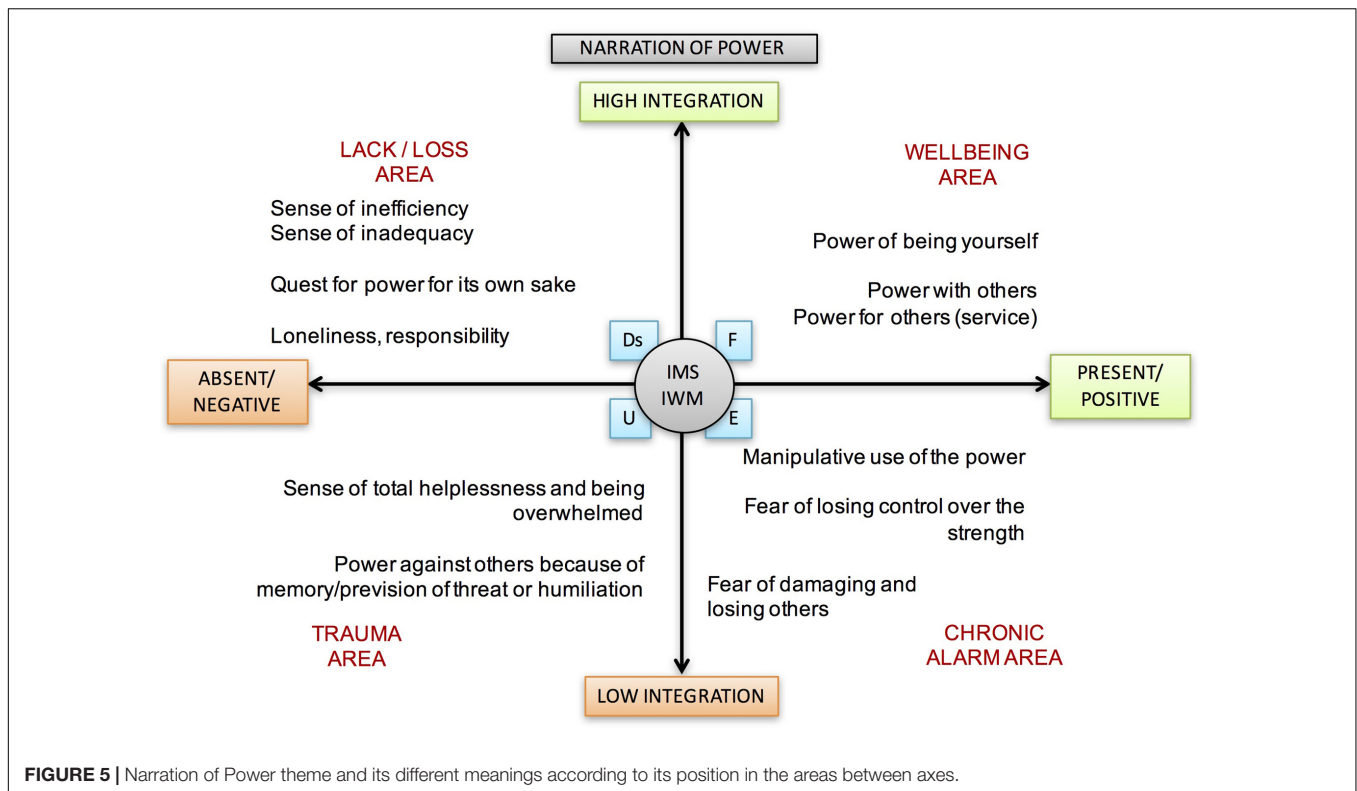 NARRATION OF POWER
HIGH INTEGRATION
LACK / LOSS
AREA
Sense of inefficiency
Sense of inadequacy
Quest for power for its own sake
Loneliness, responsibility
WELLBEING
AREA
Power of being yourself
Power with others
Power for others (service)
Ds
F
ABSENT/
NEGATIVE
IMS
IWM
PRESENT/
POSITIVE
U
E
Sense of total helplessness and being
overwhelmed
Power against others because of
memory/prevision of threat or humiliation
TRAUMA
AREA
Manipulative use of the power
Fear of losing control over the
strength
Fear of damaging and
losing others
CHRONIC
ALARM AREA
LOW INTEGRATION
FIGURE 5 | Narration of Power theme and its different meanings according to its position in the areas between axes.